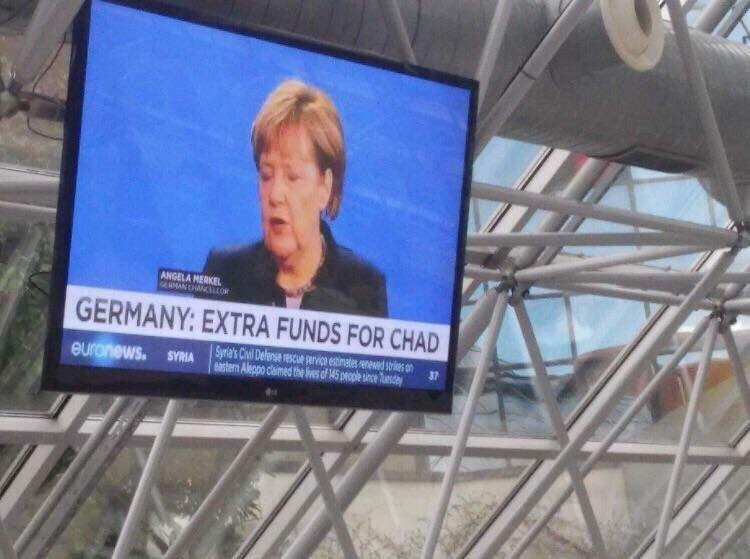 ANGELA MERKEL
GERMAN CHANCELLOR
GERMANY: EXTRA FUNDS FOR CHAD
euronews.
SYRIA
Syria's Civil Defense rescue service estimates renewed strikes on
eastern Aleppo claimed the lives of 145 people since Tuesday
37
LG